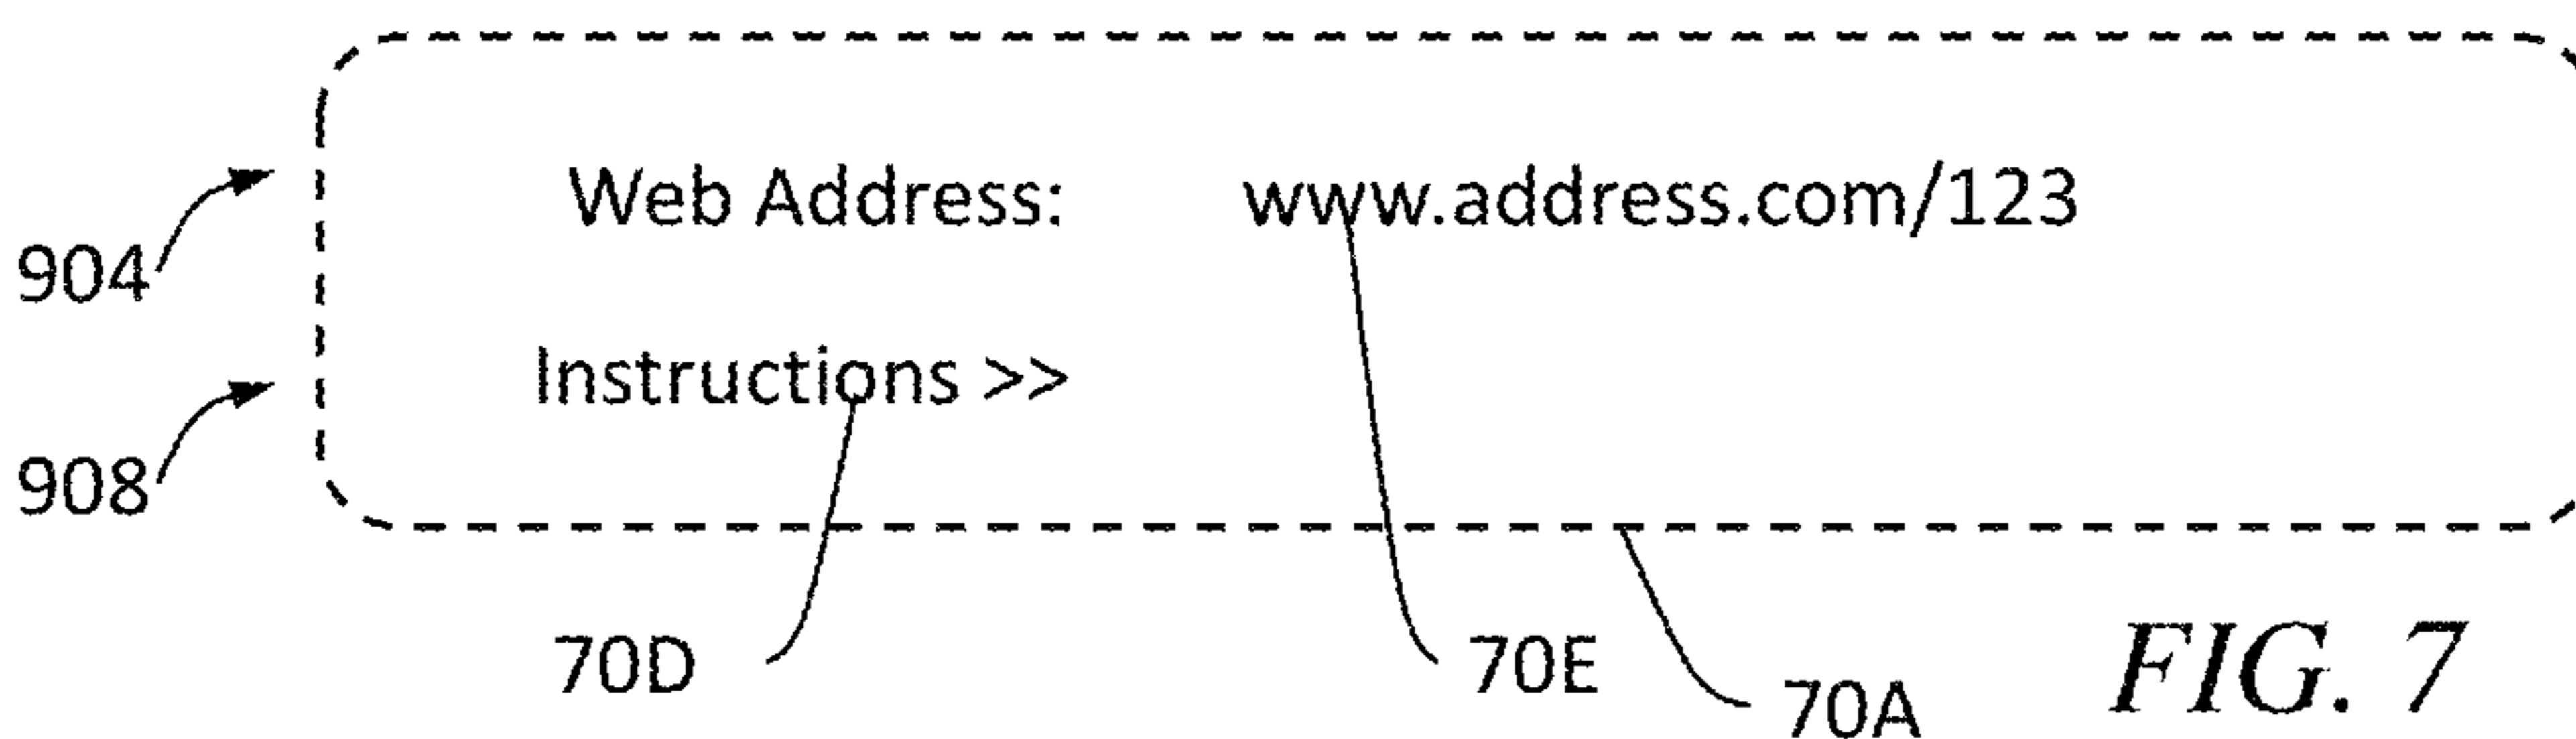 Web Address: www.address.com/123
904
Instructions >>
908
70D
70E
70A
FIG. 7